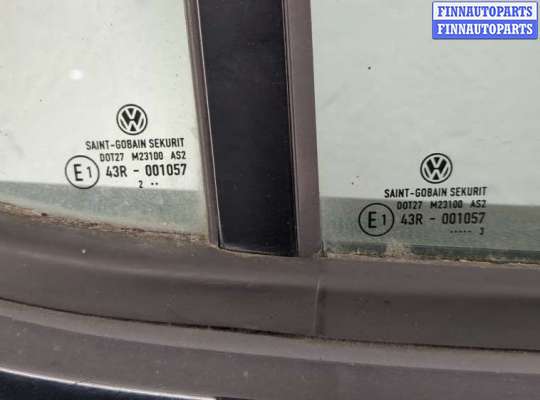 FINNAUTOPARTS
FINNAUTOPARTS
SAINT-GOBAIN SEKURIT
DOT27 M23100 AS2
E1 43R - 001057
2 ••
SAINT-GOBAIN SEKURIT
DOT27 M23100 AS2
E1 43R - 001057
••••• 3